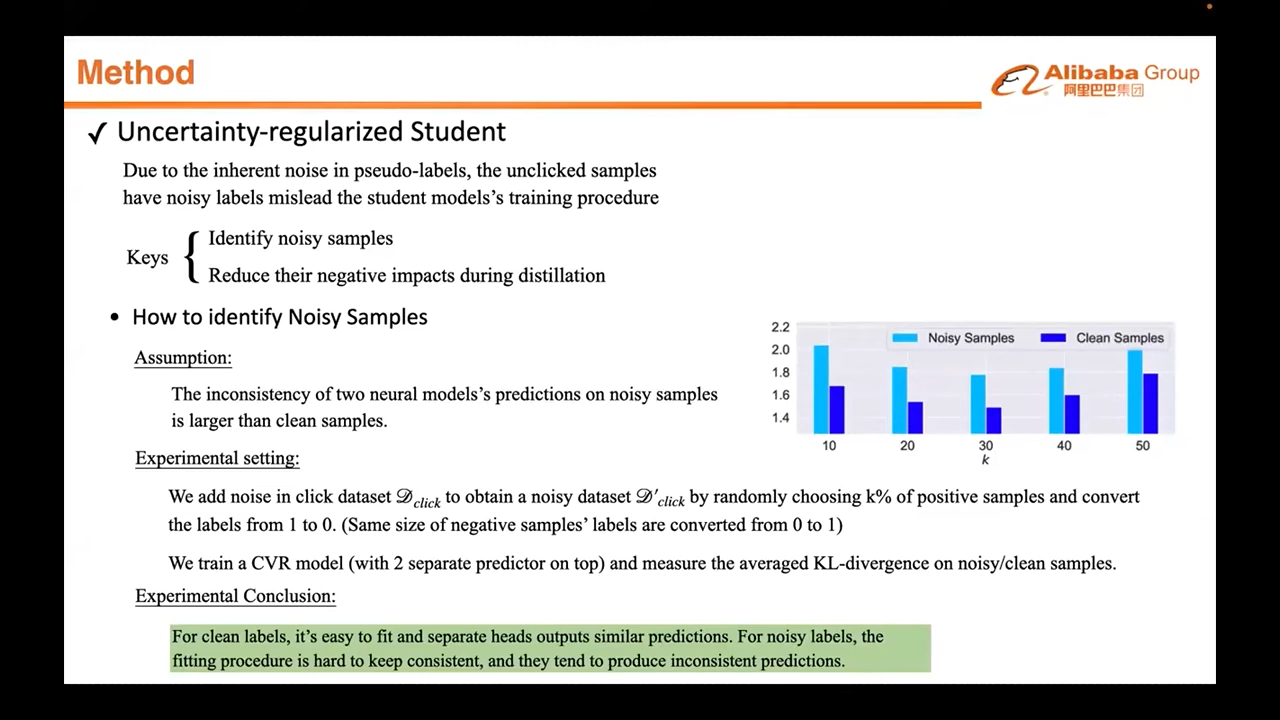 Method
Alibaba Group
阿里巴巴集团
✓ Uncertainty-regularized Student
Due to the inherent noise in pseudo-labels, the unclicked samples
have noisy labels mislead the student models's training procedure
Keys
Identify noisy samples
Reduce their negative impacts during distillation
• How to identify Noisy Samples
Assumption:
The inconsistency of two neural models's predictions on noisy samples
is larger than clean samples.
2.2
2.0
1.8
1.6
1.4
Noisy Samples
Clean Samples
10 20 30 40 50
k
Experimental setting:
We add noise in click dataset 𝒟click to obtain a noisy dataset 𝒟′click by randomly choosing k% of positive samples and convert
the labels from 1 to 0. (Same size of negative samples' labels are converted from 0 to 1)
We train a CVR model (with 2 separate predictor on top) and measure the averaged KL-divergence on noisy/clean samples.
Experimental Conclusion:
For clean labels, it's easy to fit and separate heads outputs similar predictions. For noisy labels, the
fitting procedure is hard to keep consistent, and they tend to produce inconsistent predictions.